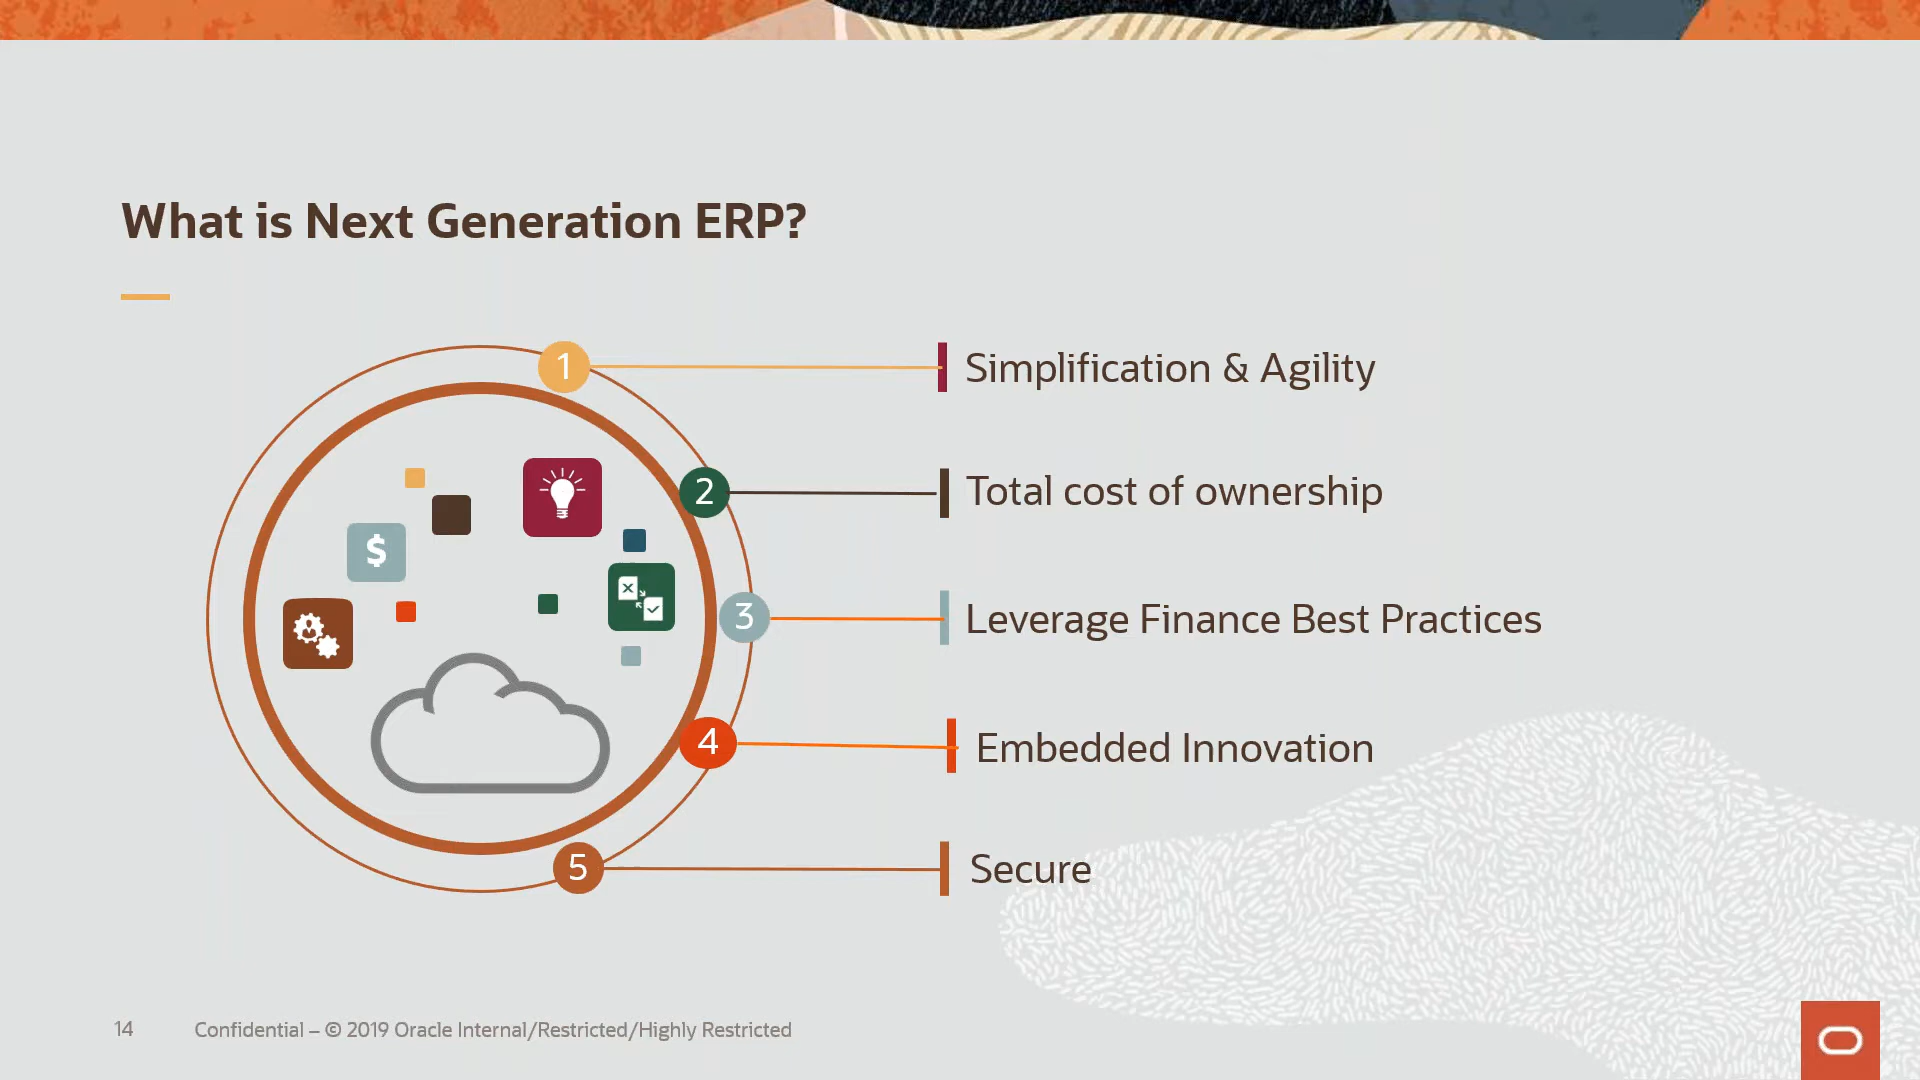 What is Next Generation ERP?
1 Simplification & Agility
2 Total cost of ownership
$
3 Leverage Finance Best Practices
4 Embedded Innovation
5 Secure
14 Confidential – © 2019 Oracle Internal/Restricted/Highly Restricted